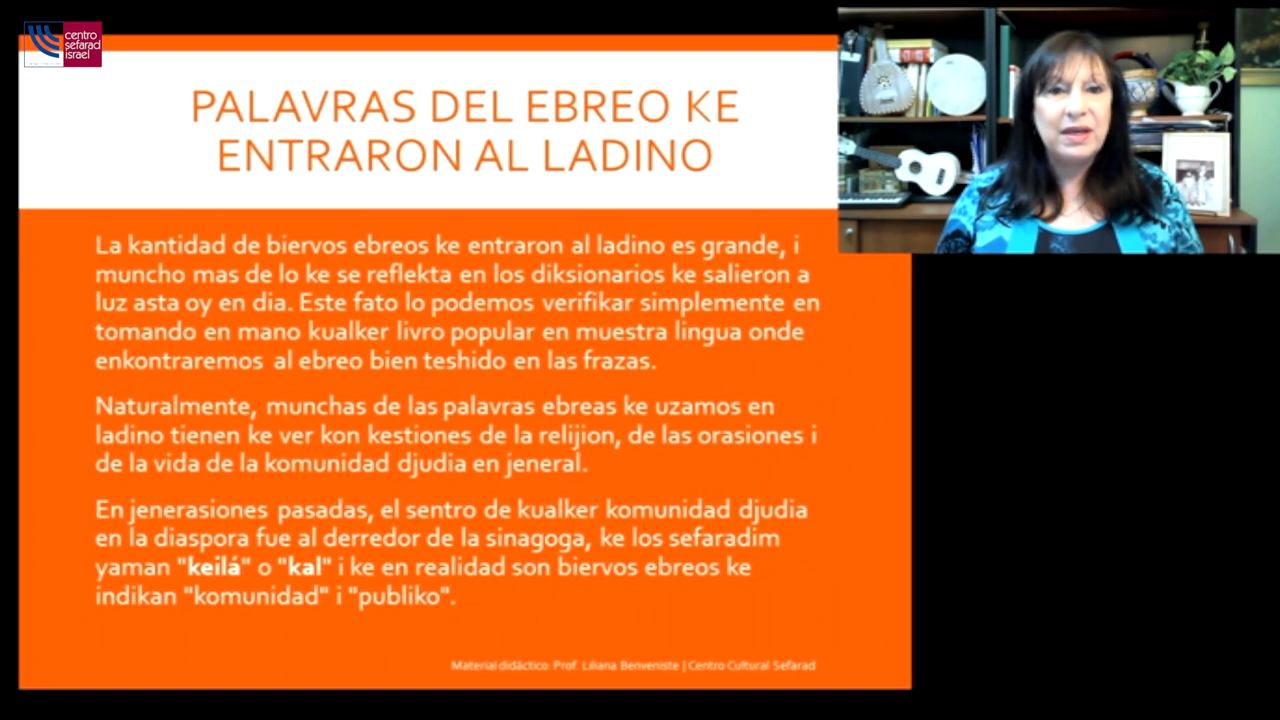 centro
sefarad
israel
PALAVRAS DEL EBREO KE
ENTRARON AL LADINO
La kantidad de biervos ebreos ke entraron al ladino es grande, i
muncho mas de lo ke se reflekta en los diksionarios ke salieron a
luz asta oy en dia. Este fato lo podemos verifikar simplemente en
tomando en mano kualker livro popular en muestra lingua onde
enkontraremos al ebreo bien teshido en las frazas.
Naturalmente, munchas de las palavras ebreas ke uzamos en
ladino tienen ke ver kon kestiones de la relijion, de las orasiones i
de la vida de la komunidad djudia en jeneral.
En jenerasiones pasadas, el sentro de kualker komunidad djudia
en la diaspora fue al derredor de la sinagoga, ke los sefaradim
yaman "keilá" o "kal" i ke en realidad son biervos ebreos ke
indikan "komunidad" i "publiko".
Material didáctico: Prof. Liliana Benveniste | Centro Cultural Sefarad